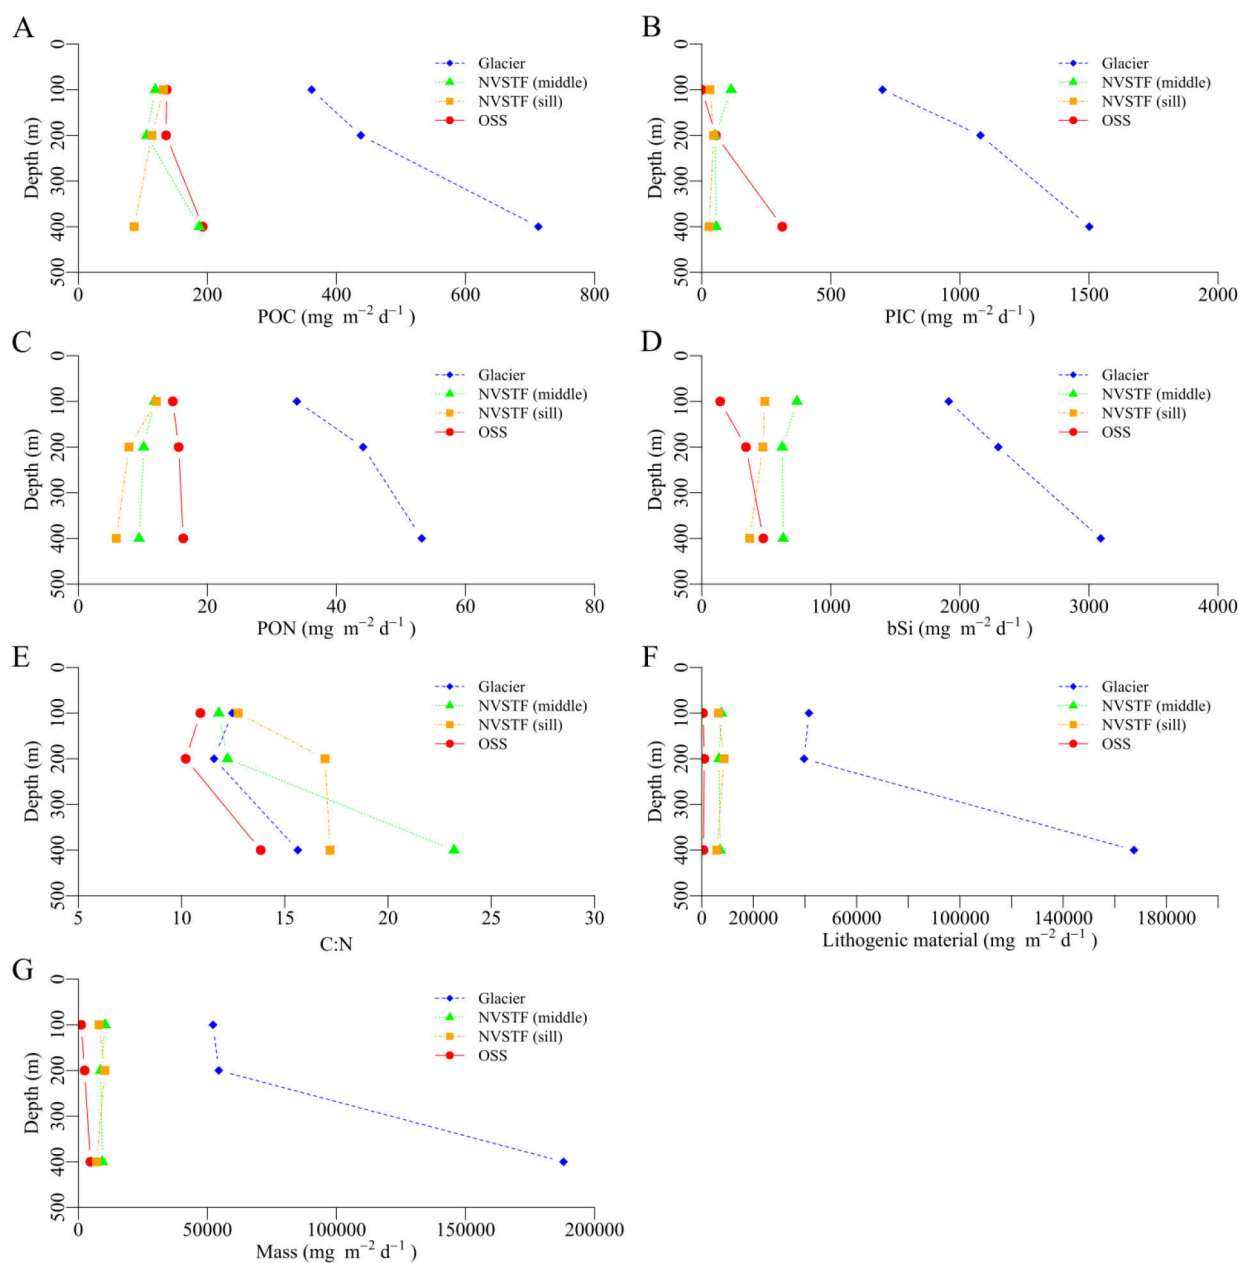 A
0
100
200
300
400
500
Depth (m)
Glacier
NVSTF (middle)
NVSTF (sill)
OSS
0 200 400 600 800
POC (mg m⁻² d⁻¹ )
B
0
100
200
300
400
500
Depth (m)
Glacier
NVSTF (middle)
NVSTF (sill)
OSS
0 500 1000 1500 2000
PIC (mg m⁻² d⁻¹ )
C
0
100
200
300
400
500
Depth (m)
Glacier
NVSTF (middle)
NVSTF (sill)
OSS
0 20 40 60 80
PON (mg m⁻² d⁻¹ )
D
0
100
200
300
400
500
Depth (m)
Glacier
NVSTF (middle)
NVSTF (sill)
OSS
0 1000 2000 3000 4000
bSi (mg m⁻² d⁻¹ )
E
0
100
200
300
400
500
Depth (m)
Glacier
NVSTF (middle)
NVSTF (sill)
OSS
5 10 15 20 25 30
C:N
F
0
100
200
300
400
500
Depth (m)
Glacier
NVSTF (middle)
NVSTF (sill)
OSS
0 20000 60000 100000 140000 180000
Lithogenic material (mg m⁻² d⁻¹ )
G
0
100
200
300
400
500
Depth (m)
Glacier
NVSTF (middle)
NVSTF (sill)
OSS
0 50000 100000 150000 200000
Mass (mg m⁻² d⁻¹ )